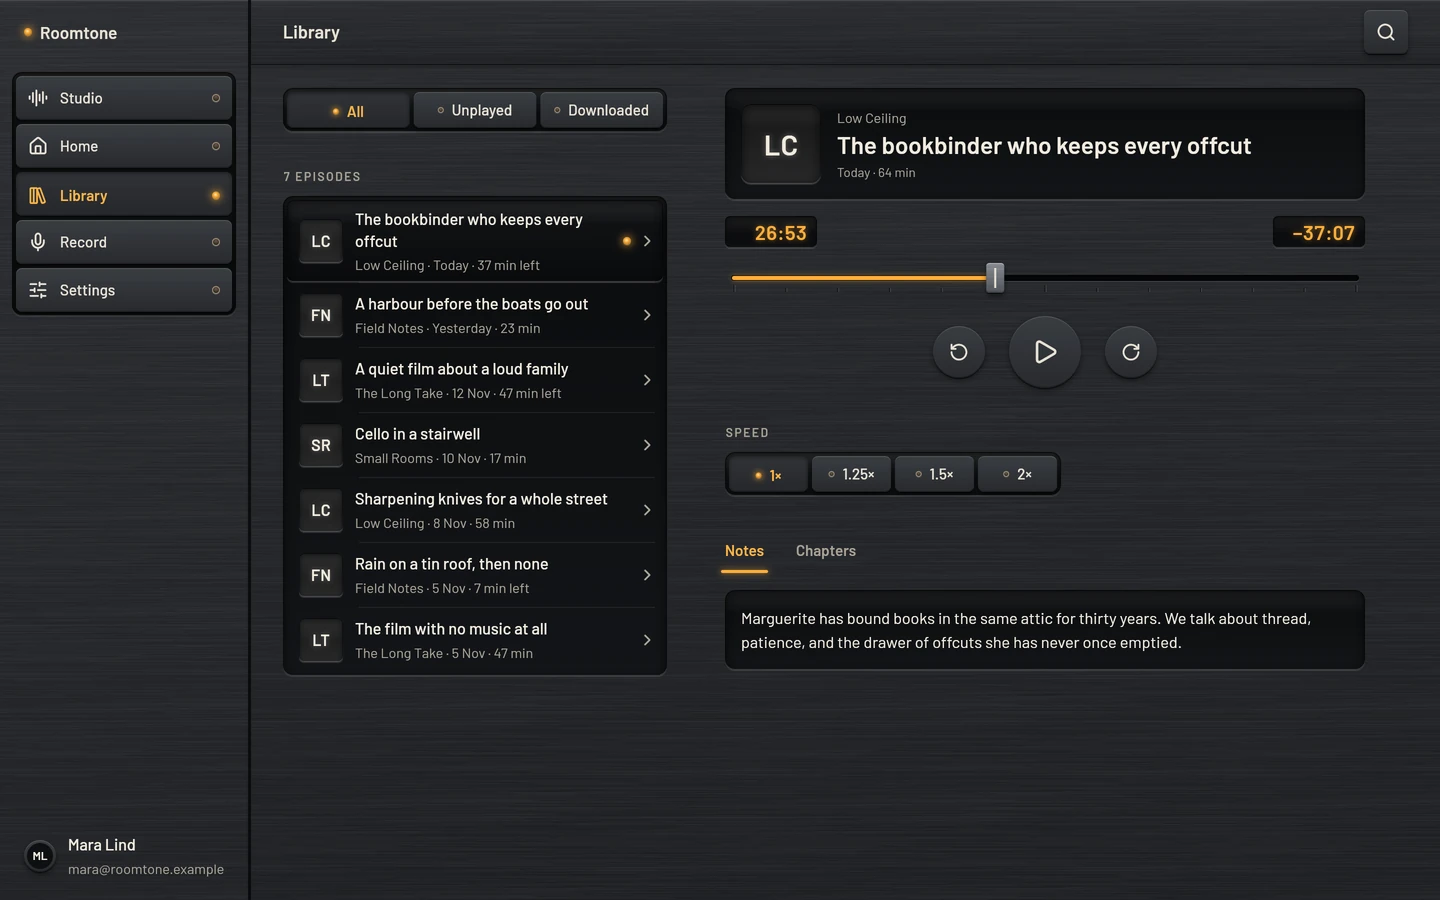 Roomtone
Studio
Home
Library
Record
Settings
ML
Mara Lind
mara@roomtone.example
Library
All
Unplayed
Downloaded
7 EPISODES
LC
The bookbinder who keeps every
offcut
Low Ceiling · Today · 37 min left
FN
A harbour before the boats go out
Field Notes · Yesterday · 23 min
LT
A quiet film about a loud family
The Long Take · 12 Nov · 47 min left
SR
Cello in a stairwell
Small Rooms · 10 Nov · 17 min
LC
Sharpening knives for a whole street
Low Ceiling · 8 Nov · 58 min
FN
Rain on a tin roof, then none
Field Notes · 5 Nov · 7 min left
LT
The film with no music at all
The Long Take · 5 Nov · 47 min
LC
Low Ceiling
The bookbinder who keeps every offcut
Today · 64 min
26:53
−37:07
SPEED
1×
1.25×
1.5×
2×
Notes
Chapters
Marguerite has bound books in the same attic for thirty years. We talk about thread,
patience, and the drawer of offcuts she has never once emptied.